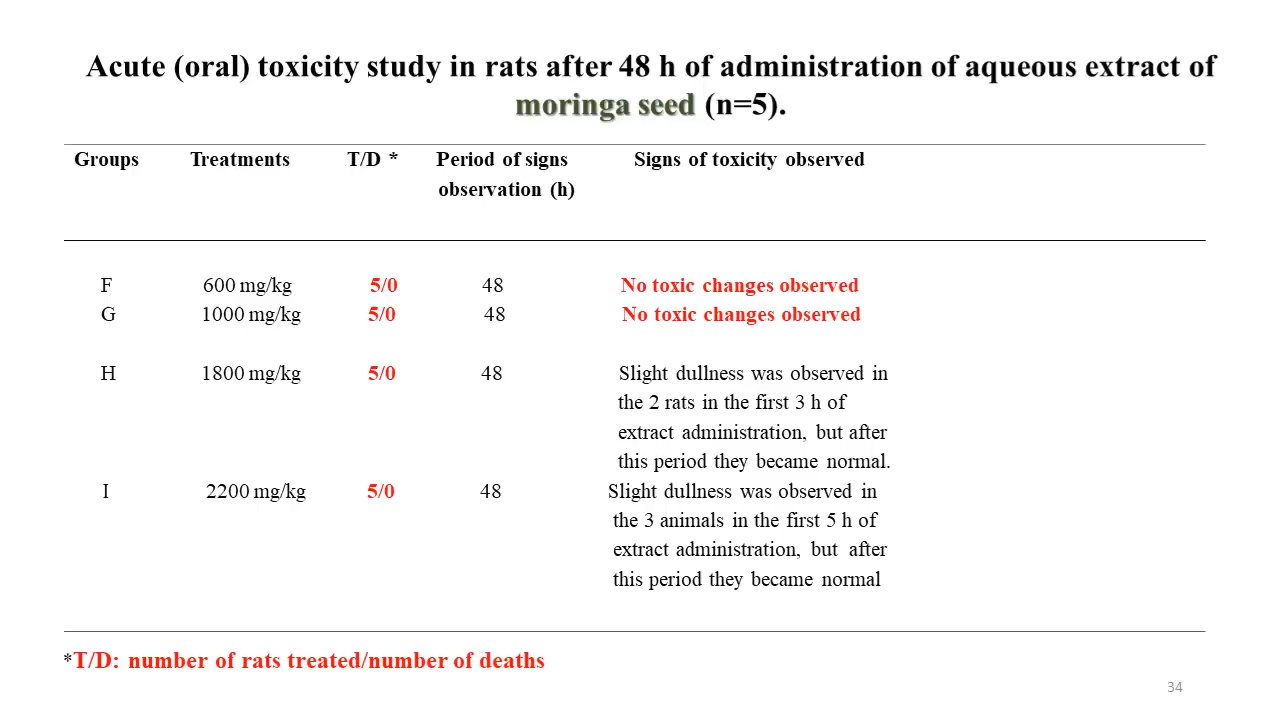 Acute (oral) toxicity study in rats after 48 h of administration of aqueous extract of
moringa seed (n=5).
Groups Treatments T/D * Period of signs Signs of toxicity observed
observation (h)
F 600 mg/kg 5/0 48 No toxic changes observed
G 1000 mg/kg 5/0 48 No toxic changes observed
H 1800 mg/kg 5/0 48 Slight dullness was observed in
the 2 rats in the first 3 h of
extract administration, but after
this period they became normal.
I 2200 mg/kg 5/0 48 Slight dullness was observed in
the 3 animals in the first 5 h of
extract administration, but after
this period they became normal
*T/D: number of rats treated/number of deaths
34